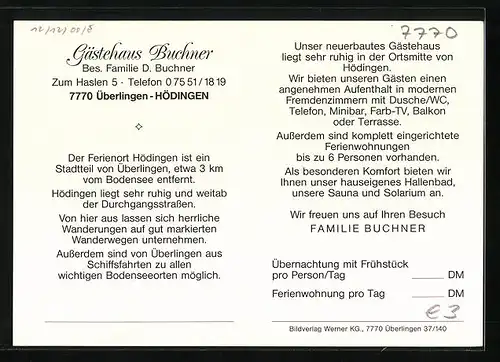 12/12/00/8
7770
Gästehaus Buchner
Bes. Familie D. Buchner
Zum Haslen 5 · Telefon 0 75 51/18 19
7770 Überlingen - HÖDINGEN
Der Ferienort Hödingen ist ein
Stadtteil von Überlingen, etwa 3 km
vom Bodensee entfernt.
Hödingen liegt sehr ruhig und weitab
der Durchgangsstraßen.
Von hier aus lassen sich herrliche
Wanderungen auf gut markierten
Wanderwegen unternehmen.
Außerdem sind von Überlingen aus
Schiffsfahrten zu allen
wichtigen Bodenseeorten möglich.
Unser neuerbautes Gästehaus
liegt sehr ruhig in der Ortsmitte von
Hödingen.
Wir bieten unseren Gästen einen
angenehmen Aufenthalt in modernen
Fremdenzimmern mit Dusche/WC,
Telefon, Minibar, Farb-TV, Balkon
oder Terrasse.
Außerdem sind komplett eingerichtete
Ferienwohnungen
bis zu 6 Personen vorhanden.
Als besonderen Komfort bieten wir
Ihnen unser hauseigenes Hallenbad,
unsere Sauna und Solarium an.
Wir freuen uns auf Ihren Besuch
FAMILIE BUCHNER
Übernachtung mit Frühstück
pro Person/Tag ____ DM
Ferienwohnung pro Tag ____ DM
€3
Bildverlag Werner KG., 7770 Überlingen 37/140